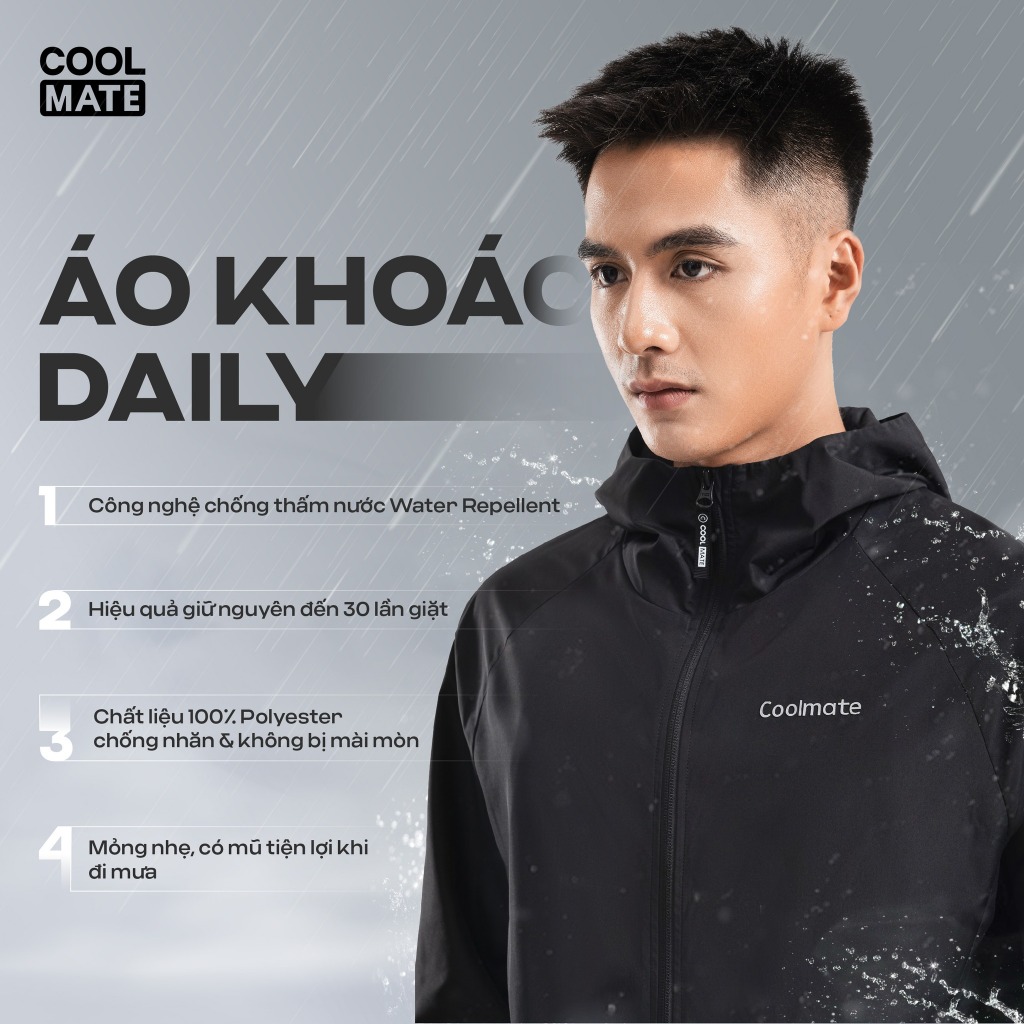 COOL
MATE
ÁO KHOÁC
DAILY
1 Công nghệ chống thấm nước Water Repellent
2 Hiệu quả giữ nguyên đến 30 lần giặt
3 Chất liệu 100% Polyester
chống nhăn & không bị mài mòn
4 Mỏng nhẹ, có mũ tiện lợi khi
đi mưa
COOL MATE
Coolmate